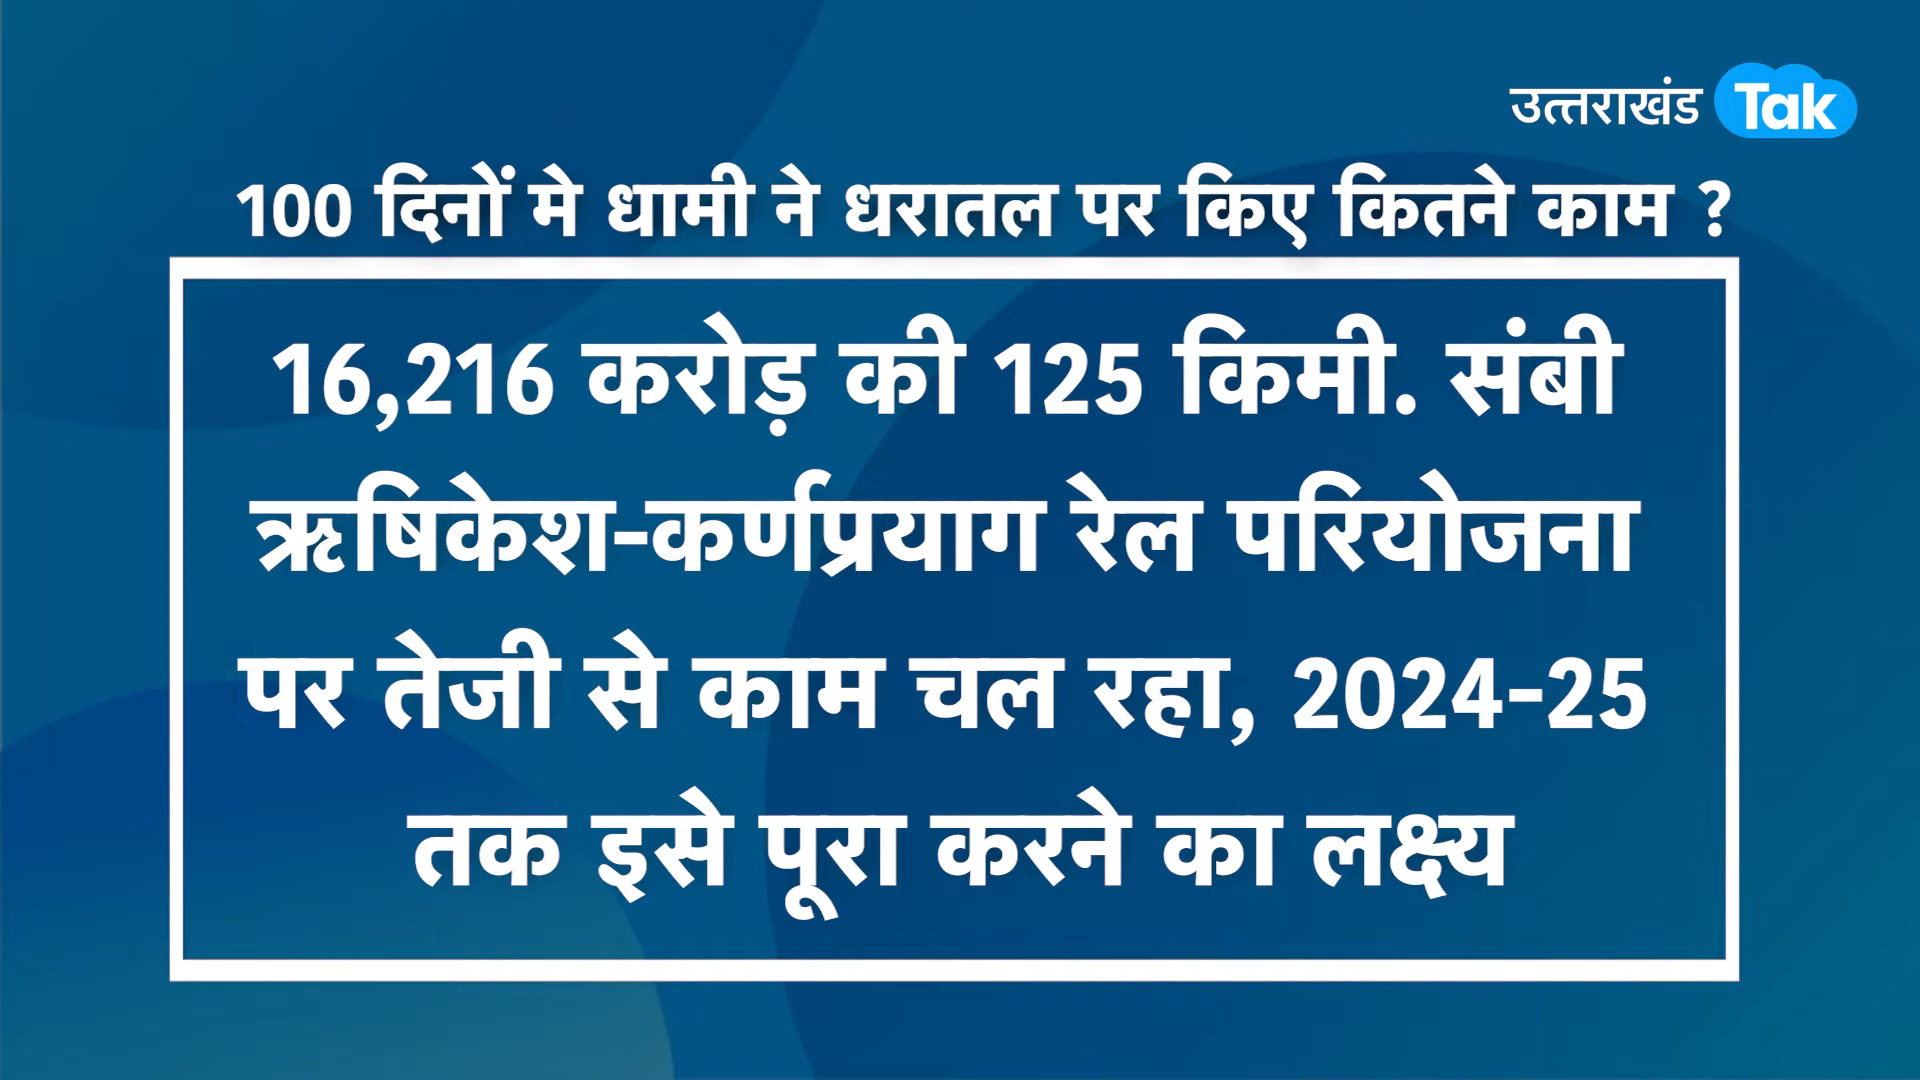 उत्तराखंड Tak
100 दिनों मे धामी ने धरातल पर किए कितने काम ?
16,216 करोड़ की 125 किमी. संबी
ऋषिकेश-कर्णप्रयाग रेल परियोजना
पर तेजी से काम चल रहा, 2024-25
तक इसे पूरा करने का लक्ष्य